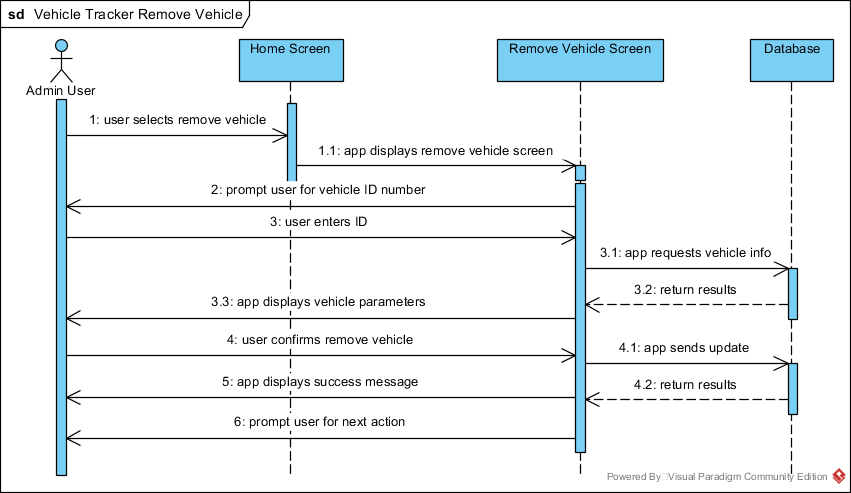 sd Vehicle Tracker Remove Vehicle
Home Screen
Remove Vehicle Screen
Database
Admin User
1: user selects remove vehicle
1.1: app displays remove vehicle screen
2: prompt user for vehicle ID number
3: user enters ID
3.1: app requests vehicle info
3.2: return results
3.3: app displays vehicle parameters
4: user confirms remove vehicle
4.1: app sends update
5: app displays success message
4.2: return results
6: prompt user for next action
Powered By Visual Paradigm Community Edition